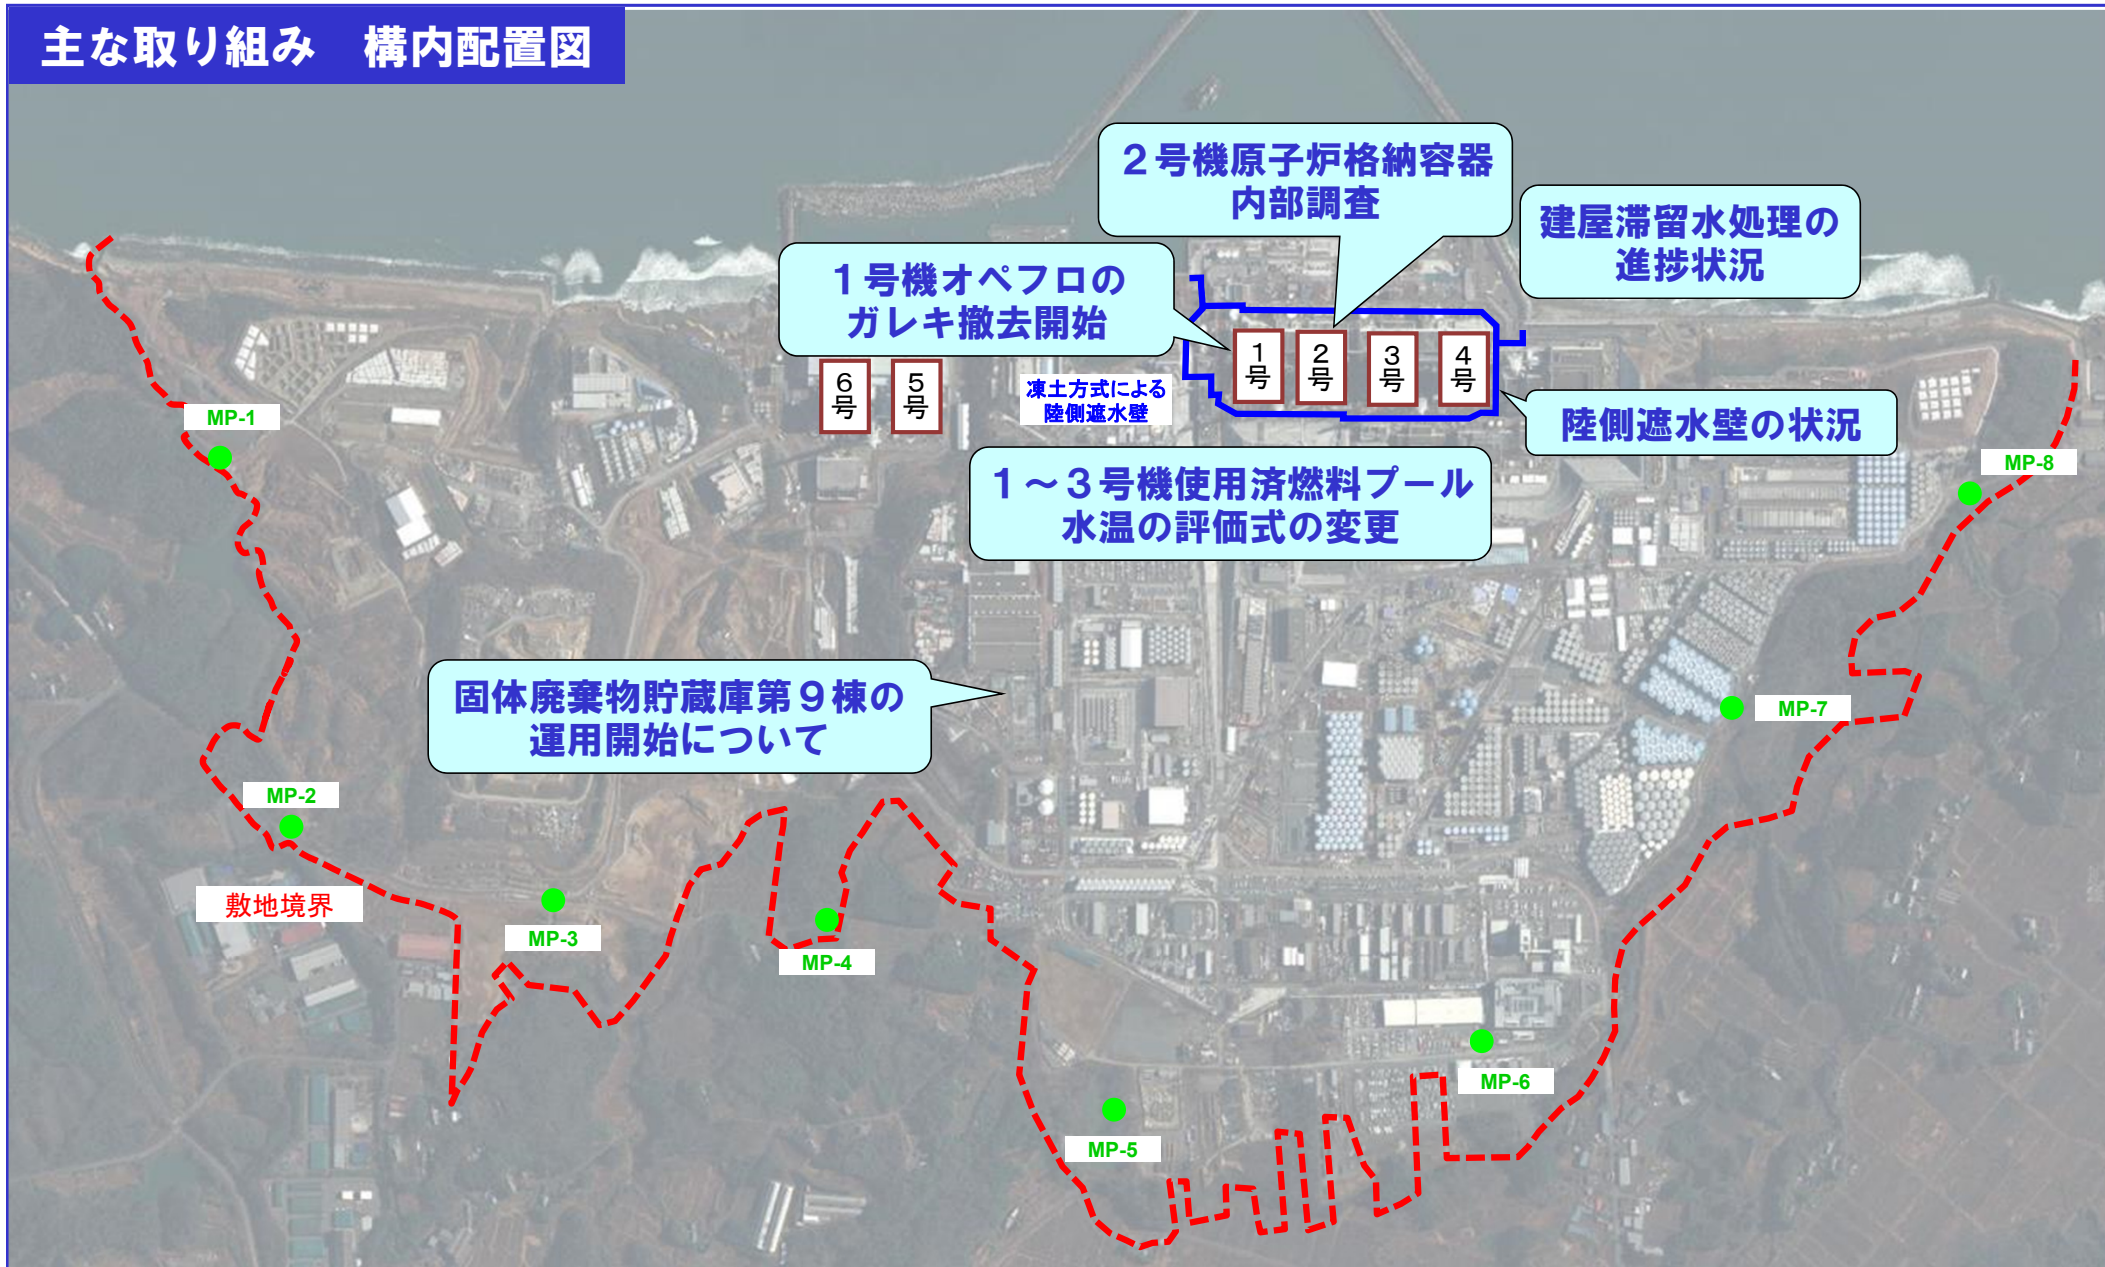 主な取り組み　構内配置図
２号機原子炉格納容器
内部調査
建屋滞留水処理の
進捗状況
１号機オペフロの
ガレキ撤去開始
1
号
2
号
3
号
4
号
6
号
5
号
凍土方式による
陸側遮水壁
陸側遮水壁の状況
MP-1
MP-8
１～３号機使用済燃料プール
水温の評価式の変更
固体廃棄物貯蔵庫第９棟の
運用開始について
MP-7
MP-2
敷地境界
MP-3
MP-4
MP-6
MP-5